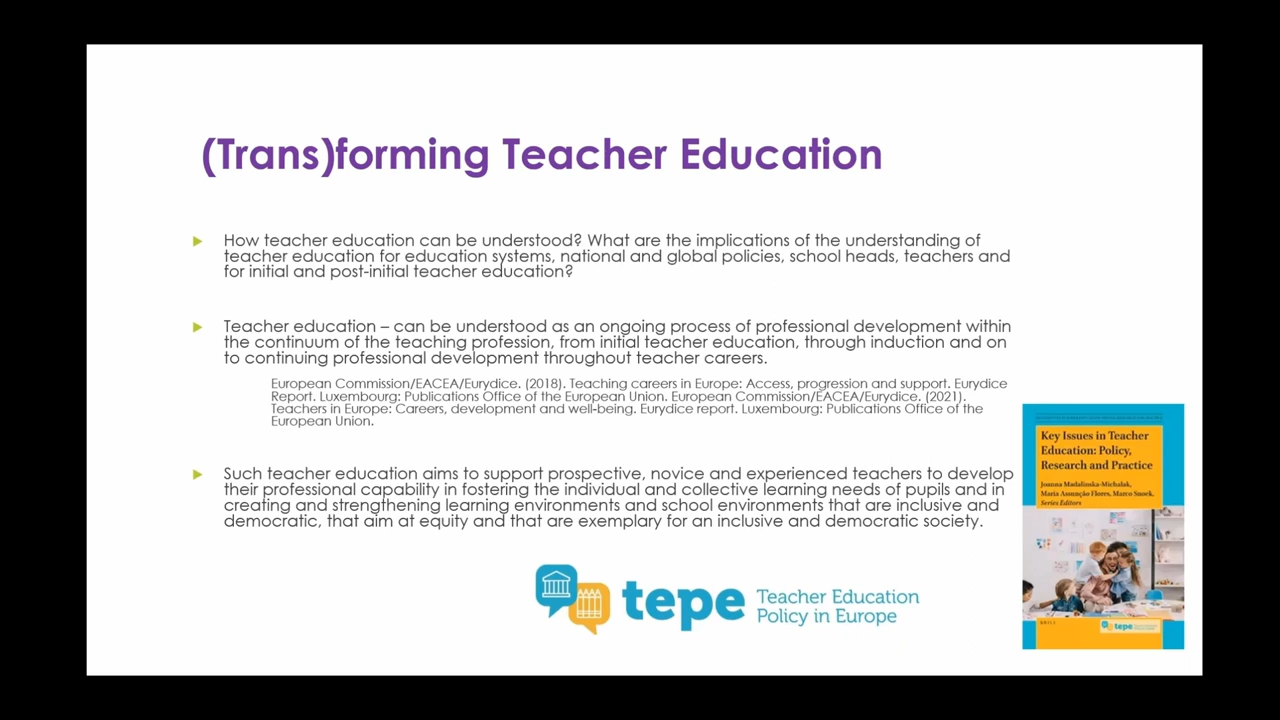 (Trans)forming Teacher Education
How teacher education can be understood? What are the implications of the understanding of
teacher education for education systems, national and global policies, school heads, teachers and
for initial and post-initial teacher education?
Teacher education – can be understood as an ongoing process of professional development within
the continuum of the teaching profession, from initial teacher education, through induction and on
to continuing professional development throughout teacher careers.
European Commission/EACEA/Eurydice. (2018). Teaching careers in Europe: Access, progression and support. Eurydice
Report. Luxembourg: Publications Office of the European Union. European Commission/EACEA/Eurydice. (2021).
Teachers in Europe: Careers, development and well-being. Eurydice report. Luxembourg: Publications Office of the
European Union.
Such teacher education aims to support prospective, novice and experienced teachers to develop
their professional capability in fostering the individual and collective learning needs of pupils and in
creating and strengthening learning environments and school environments that are inclusive and
democratic, that aim at equity and that are exemplary for an inclusive and democratic society.
tepe Teacher Education
Policy in Europe
Key Issues in Teacher
Education: Policy,
Research and Practice
Joanna Madalinska-Michalak,
Maria Assunção Flores, Marco Snoek,
Series Editors
BRILL
tepe